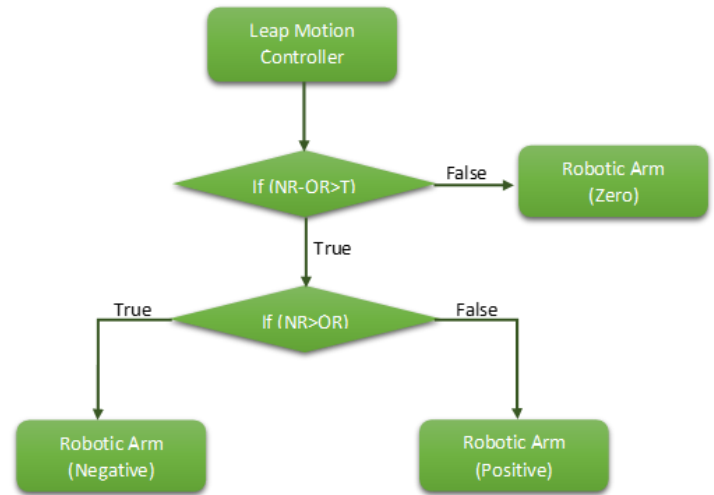 Leap Motion
Controller
If (NR-OR>T)
False
Robotic Arm
(Zero)
True
True
If (NR>OR)
False
Robotic Arm
(Negative)
Robotic Arm
(Positive)